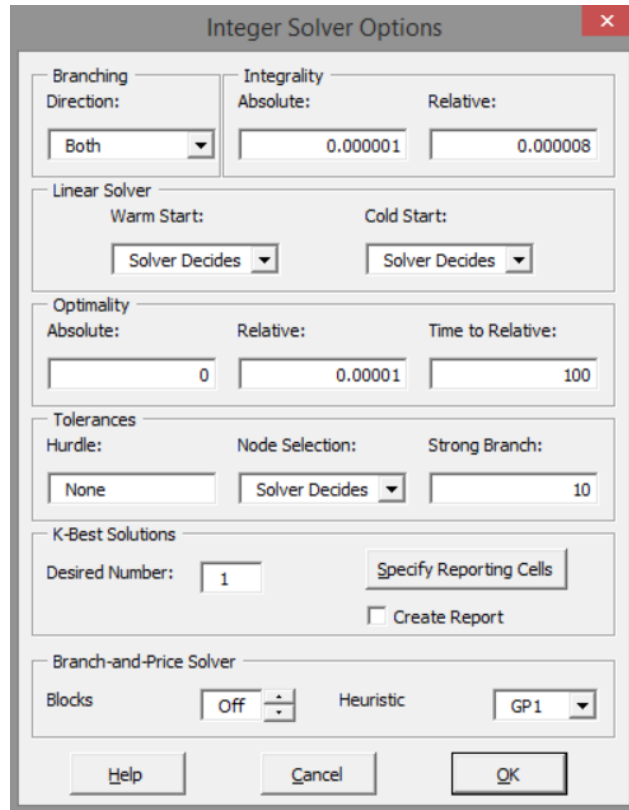 Integer Solver Options
Branching
Direction:
Both
Integrality
Absolute: Relative:
0.000001 0.000008
Linear Solver
Warm Start: Cold Start:
Solver Decides Solver Decides
Optimality
Absolute: Relative: Time to Relative:
0 0.00001 100
Tolerances
Hurdle: Node Selection: Strong Branch:
None Solver Decides 10
K-Best Solutions
Desired Number: 1 Specify Reporting Cells
Create Report
Branch-and-Price Solver
Blocks Off Heuristic GP1
Help Cancel OK